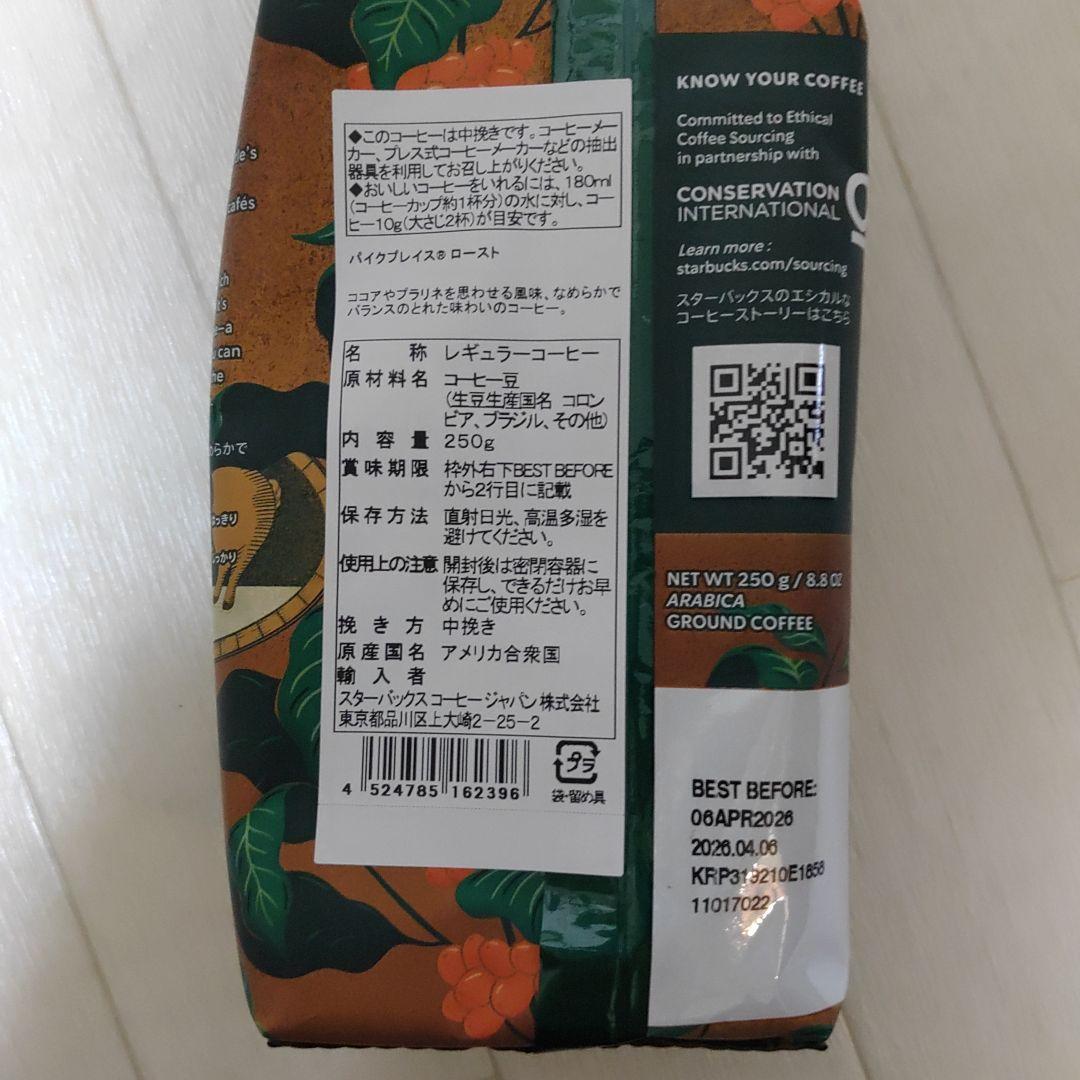 ◆このコーヒーは中挽きです。コーヒーメー
カー、プレス式コーヒーメーカーなどの抽出
器具を利用してお召し上がりください。
◆おいしいコーヒーをいれるには、180ml
(コーヒーカップ約1杯分)の水に対し、コー
ヒー10g(大さじ2杯)が目安です。
パイクプレイス® ロースト
ココアやプラリネを思わせる風味、なめらかで
バランスのとれた味わいのコーヒー。
名称 レギュラーコーヒー
原材料名 コーヒー豆
(生豆生産国名 コロン
ビア、ブラジル、その他)
内容量 250g
賞味期限 枠外右下BEST BEFORE
から2行目に記載
保存方法 直射日光、高温多湿を
避けてください。
使用上の注意 開封後は密閉容器に
保存し、できるだけお早
めにご使用ください。
挽き方 中挽き
原産国名 アメリカ合衆国
輸入者
スターバックス コーヒー ジャパン 株式会社
東京都品川区上大崎2-25-2
4 524785 162396
プラ
袋・留め具
KNOW YOUR COFFEE
Committed to Ethical
Coffee Sourcing
in partnership with
CONSERVATION
INTERNATIONAL
Learn more :
starbucks.com/sourcing
スターバックスのエシカルな
コーヒーストーリーはこちら
NET WT 250 g / 8.8 OZ
ARABICA
GROUND COFFEE
BEST BEFORE:
06APR2026
2026.04.06
KRP319210E1858
11017022